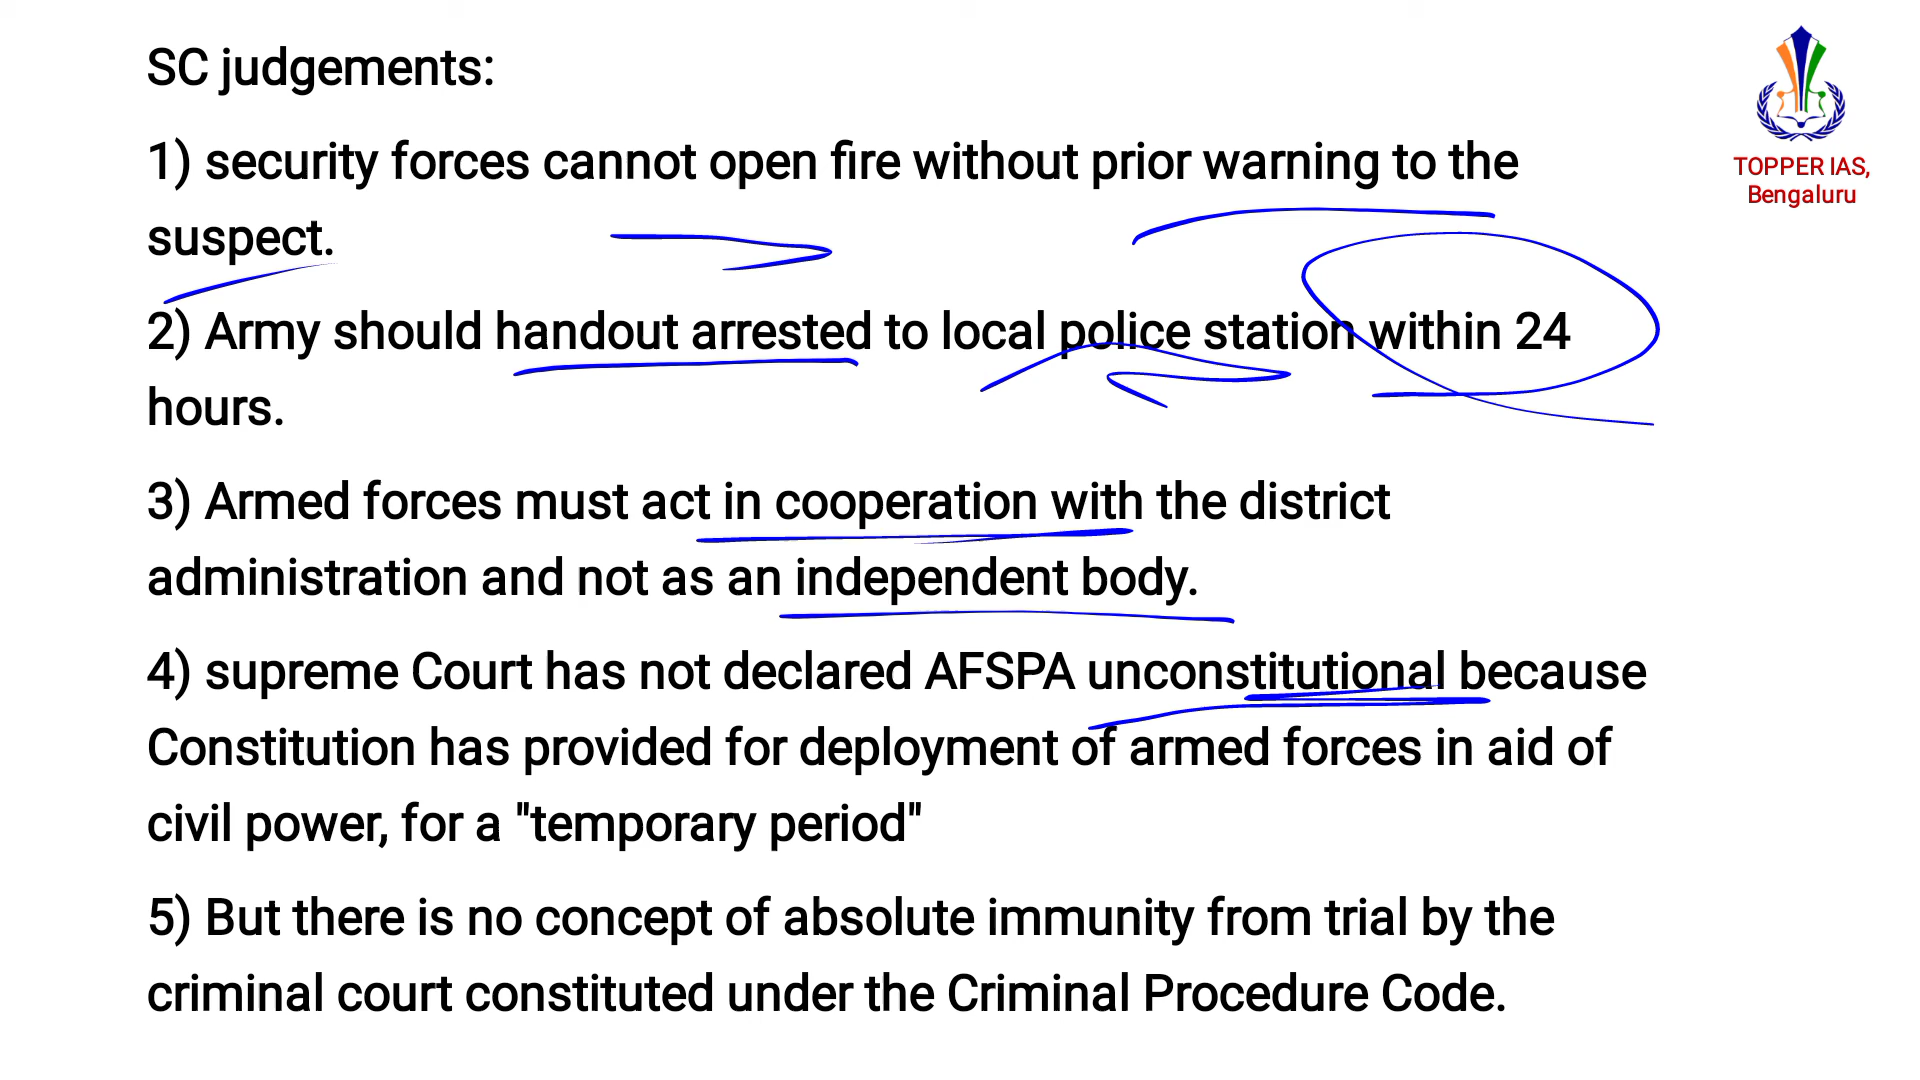 SC judgements:
TOPPER IAS,
Bengaluru
1) security forces cannot open fire without prior warning to the
suspect.
2) Army should handout arrested to local police station within 24
hours.
3) Armed forces must act in cooperation with the district
administration and not as an independent body.
4) supreme Court has not declared AFSPA unconstitutional because
Constitution has provided for deployment of armed forces in aid of
civil power, for a "temporary period"
5) But there is no concept of absolute immunity from trial by the
criminal court constituted under the Criminal Procedure Code.